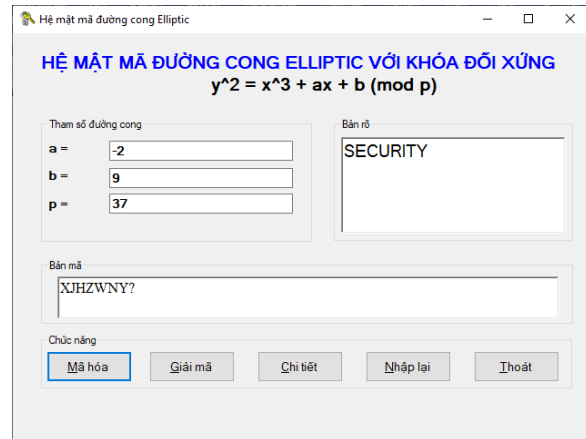 Hệ mật mã đường cong Elliptic
HỆ MẬT MÃ ĐƯỜNG CONG ELLIPTIC VỚI KHÓA ĐỐI XỨNG
y^2 = x^3 + ax + b (mod p)
Tham số đường cong
a = -2
b = 9
p = 37
Bản rõ
SECURITY
Bản mã
XJHZWNY?
Chức năng
Mã hóa Giải mã Chi tiết Nhập lại Thoát